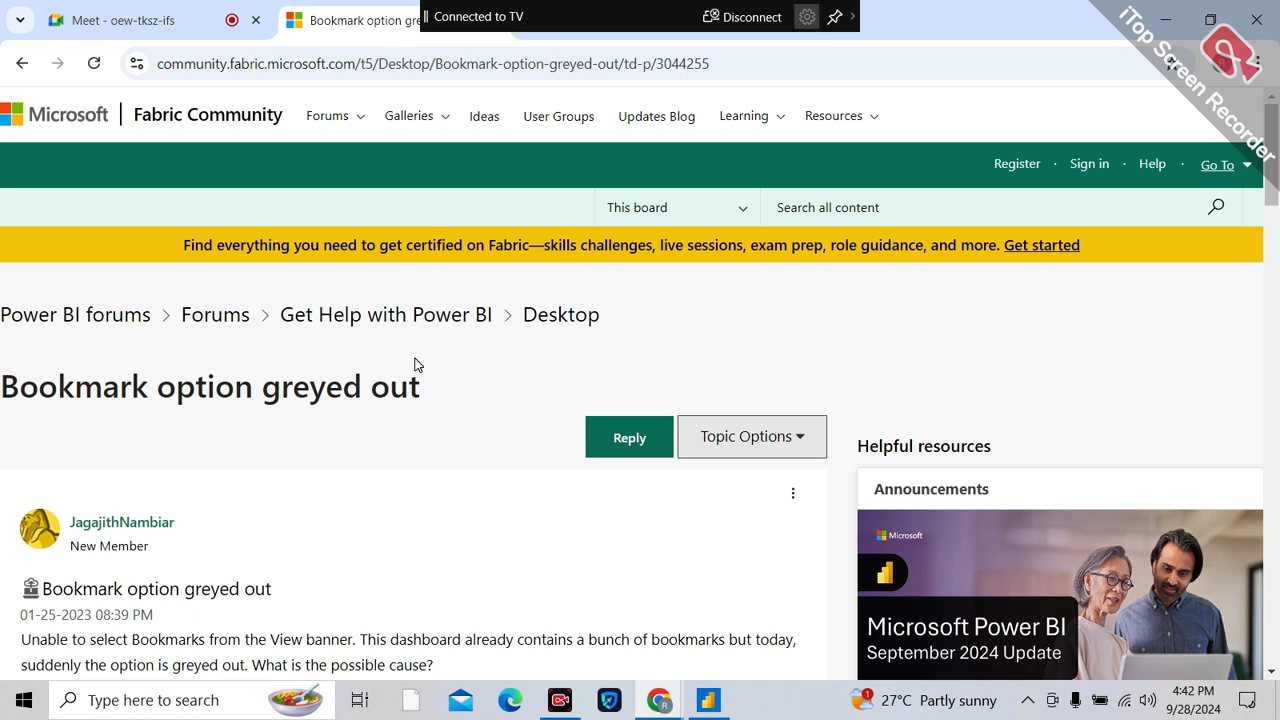 Meet - oew-tksz-ifs
Bookmark option gre
Connected to TV
Disconnect
community.fabric.microsoft.com/t5/Desktop/Bookmark-option-greyed-out/td-p/3044255
iTop Screen Recorder
Microsoft
Fabric Community
Forums
Galleries
Ideas
User Groups
Updates Blog
Learning
Resources
Register · Sign in · Help · Go To
This board
Search all content
Find everything you need to get certified on Fabric—skills challenges, live sessions, exam prep, role guidance, and more. Get started
Power BI forums > Forums > Get Help with Power BI > Desktop
Bookmark option greyed out
Reply
Topic Options
Helpful resources
Announcements
JagajithNambiar
New Member
Microsoft
Bookmark option greyed out
01-25-2023 08:39 PM
Unable to select Bookmarks from the View banner. This dashboard already contains a bunch of bookmarks but today,
suddenly the option is greyed out. What is the possible cause?
Microsoft Power BI
September 2024 Update
Type here to search
R
1
27°C Partly sunny
4:42 PM
9/28/2024